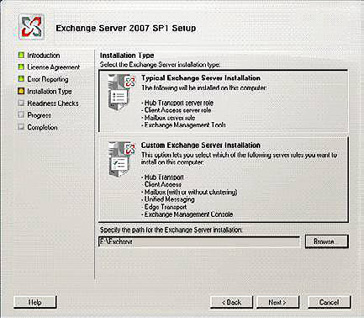 Exchange Server 2007 SP1 Setup
Introduction
License Agreement
Error Reporting
Installation Type
Readiness Checks
Progress
Completion
Installation Type
Select the Exchange Server installation type:
Typical Exchange Server Installation
The following will be installed on this computer:
- Hub Transport server role
- Client Access server role
- Mailbox server role
- Exchange Management Tools
Custom Exchange Server Installation
This option lets you select which of the following server roles you want to
install on this computer:
- Hub Transport
- Client Access
- Mailbox (with or without clustering)
- Unified Messaging
- Edge Transport
- Exchange Management Console
Specify the path for the Exchange Server installation:
Browse...
Help
< Back
Next >
Cancel